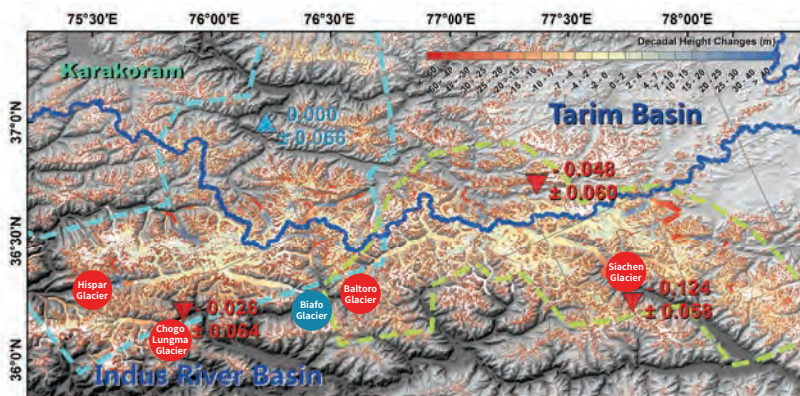 75°30'E
76°00'E
76°30'E
77°00'E
77°30'E
78°00'E
Decadal Height Changes (m)
Karakoram
37°0'N
0.000
± 0.066
Tarim Basin
- 0.048
± 0.060
36°30'N
Hispar
Glacier
Baltoro
Glacier
Biafo
Glacier
Siachen
Glacier
- 0.124
± 0.058
- 0.026
± 0.064
Chogo
Lungma
Glacier
36°0'N
Indus River Basin